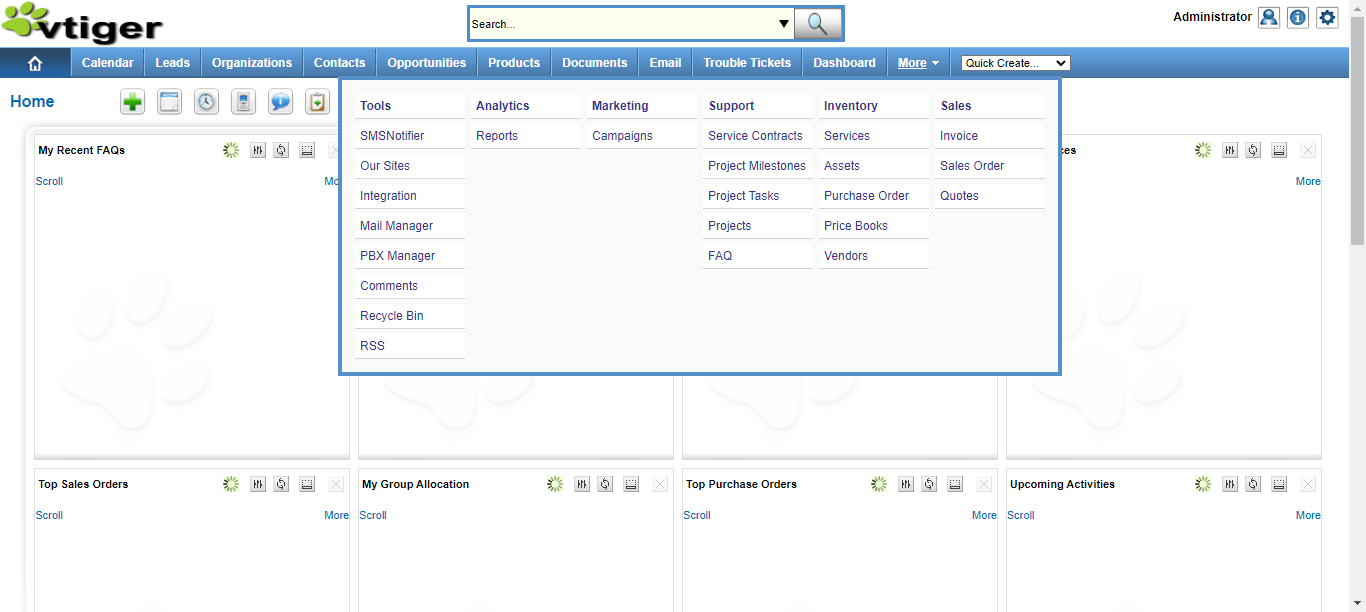 vtiger
Search...
Administrator
Calendar Leads Organizations Contacts Opportunities Products Documents Email Trouble Tickets Dashboard More Quick Create...
Home
Tools Analytics Marketing Support Inventory Sales
SMSNotifier Reports Campaigns Service Contracts Services Invoice
Our Sites Project Milestones Assets Sales Order
Integration Project Tasks Purchase Order Quotes
Mail Manager Projects Price Books
PBX Manager FAQ Vendors
Comments
Recycle Bin
RSS
My Recent FAQs
Scroll More
Top Sales Orders My Group Allocation Top Purchase Orders Upcoming Activities
Scroll More Scroll Scroll More Scroll More